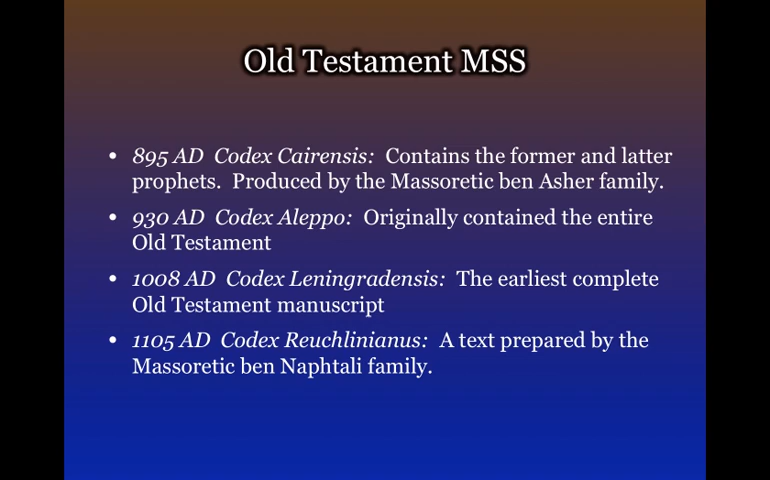 Old Testament MSS
• 895 AD  Codex Cairensis:  Contains the former and latter
prophets.  Produced by the Massoretic ben Asher family.
• 930 AD  Codex Aleppo:  Originally contained the entire
Old Testament
• 1008 AD  Codex Leningradensis:  The earliest complete
Old Testament manuscript
• 1105 AD  Codex Reuchlinianus:  A text prepared by the
Massoretic ben Naphtali family.